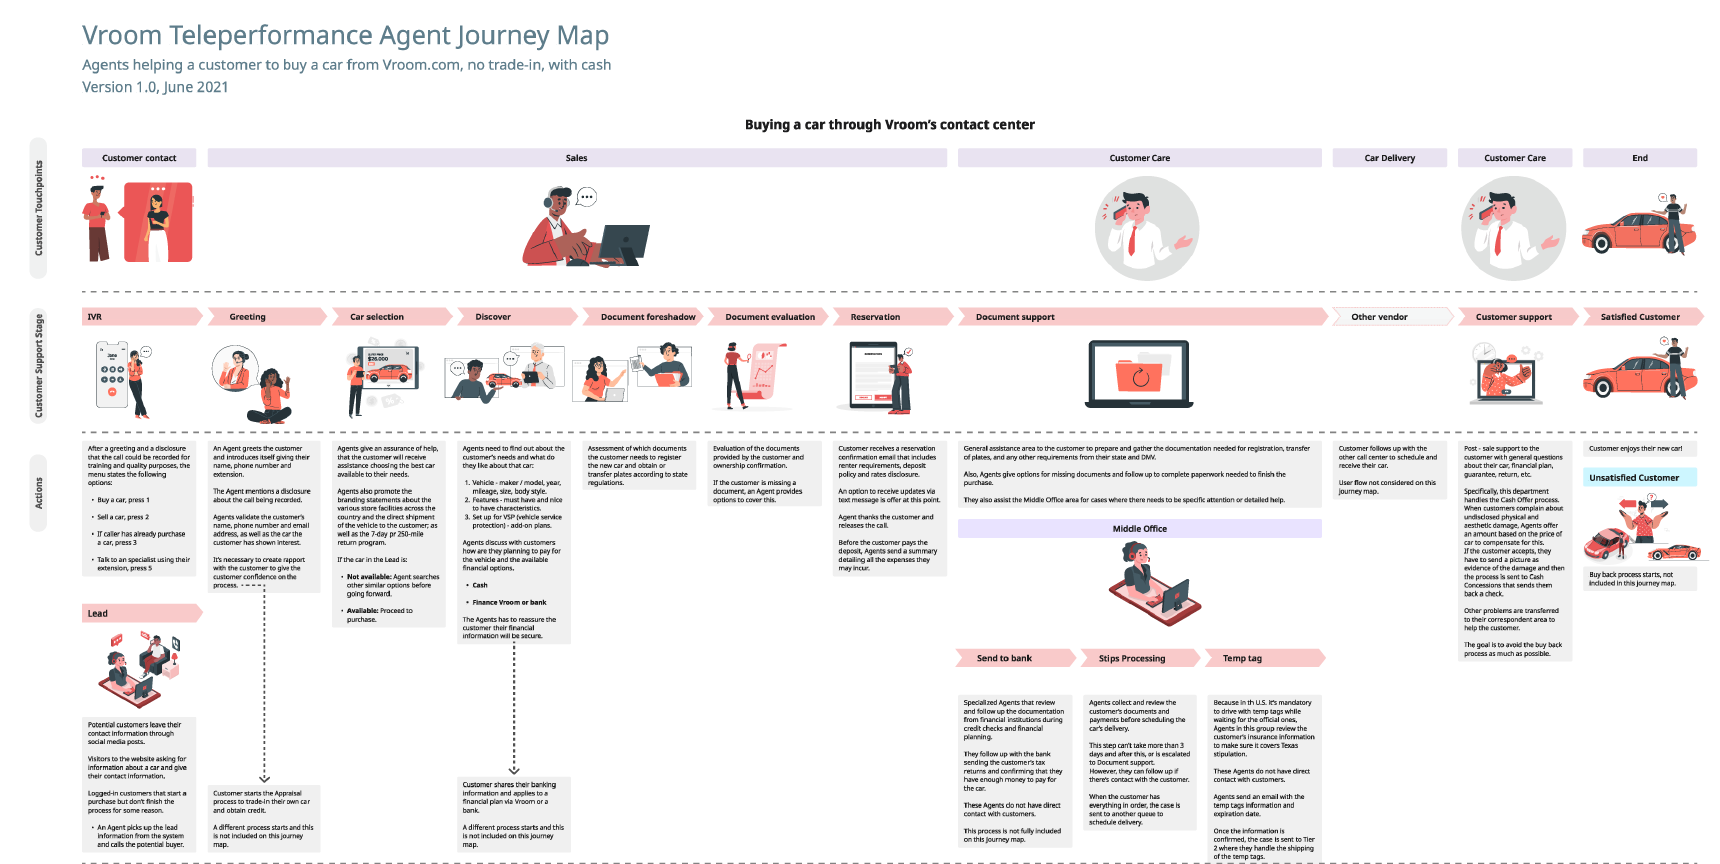 Vroom Teleperformance Agent Journey Map
Agents helping a customer to buy a car from Vroom.com, no trade-in, with cash
Version 1.0, June 2021
Buying a car through Vroom's contact center
Customer Touchpoints
Customer contact
Sales
Customer Care
Car Delivery
Customer Care
End
Customer Support Stage
IVR
Greeting
Car selection
Discover
Document foreshadow
Document evaluation
Reservation
Document support
Other vendor
Customer support
Satisfied Customer
June
$26.000
Actions
After a greeting and a disclosure
that the call could be recorded for
training and quality purposes, the
menu states the following
options:
• Buy a car, press 1
• Sell a car, press 2
• If caller has already purchase
a car, press 3
• Talk to an specialist using their
extension, press 5
Lead
Potential customers leave their
contact information through
social media posts.
Visitors to the website asking for
information about a car and give
their contact information.
Logged-in customers that start a
purchase but don't finish the
process for some reason.
• An Agent picks up the lead
information from the system
and calls the potential buyer.
An Agent greets the customer
and introduces itself giving their
name, phone number and
extension.
The Agent mentions a disclosure
about the call being recorded.
Agents validate the customer's
name, phone number and email
address, as well as the car the
customer has shown interest.
It's necessary to create rapport
with the customer to give the
customer confidence on the
process.
Customer starts the Appraisal
process to trade-in their own car
and obtain credit.
A different process starts and this
is not included on this journey
map.
Agents give an assurance of help,
that the customer will receive
assistance choosing the best car
available to their needs.
Agents also promote the
branding statements about the
various store facilities across the
country and the direct shipment
of the vehicle to the customer; as
well as the 7-day pr 250-mile
return program.
If the car in the Lead is:
• Not available: Agent searches
other similar options before
going forward.
• Available: Proceed to
purchase.
Agents need to find out about the
customer's needs and what do
they like about that car:
1. Vehicle - maker / model, year,
mileage, size, body style.
2. Features - must have and nice
to have characteristics.
3. Set up for VSP (vehicle service
protection) - add-on plans.
Agents discuss with customers
how are they planning to pay for
the vehicle and the available
financial options.
• Cash
• Finance Vroom or bank
The Agents has to reassure the
customer their financial
information will be secure.
Customer shares their banking
information and applies to a
financial plan via Vroom or a
bank.
A different process starts and this
is not included on this journey
map.
Assessment of which documents
the customer needs to register
the new car and obtain or
transfer plates according to state
regulations.
Evaluation of the documents
provided by the customer and
ownership confirmation.
If the customer is missing a
document, an Agent provides
options to cover this.
Customer receives a reservation
confirmation email that includes
renter requirements, deposit
policy and rates disclosure.
An option to receive updates via
text message is offer at this point.
Agent thanks the customer and
releases the call.
Before the customer pays the
deposit, Agents send a summary
detailing all the expenses they
may incur.
General assistance area to the customer to prepare and gather the documentation needed for registration, transfer
of plates, and any other requirements from their state and DMV.
Also, Agents give options for missing documents and follow up to complete paperwork needed to finish the
purchase.
They also assist the Middle Office area for cases where there needs to be specific attention or detailed help.
Middle Office
Send to bank
Stips Processing
Temp tag
Specialized Agents that review
and follow up the documentation
from financial institutions during
credit checks and financial
planning.
They follow up with the bank
sending the customer's tax
returns and confirming that they
have enough money to pay for
the car.
These Agents do not have direct
contact with customers.
This process is not fully included
on this journey map.
Agents collect and review the
customer's documents and
payments before scheduling the
car's delivery.
This step can't take more than 3
days and after this, or is escalated
to Document support.
However, they can follow up if
there's contact with the customer.
When the customer has
everything in order, the case is
sent to another queue to
schedule delivery.
Because in th U.S. it's mandatory
to drive with temp tags while
waiting for the official ones,
Agents in this group review the
customer's insurance information
to make sure it covers Texas
stipulation.
These Agents do not have direct
contact with customers.
Agents send an email with the
temp tags information and
expiration date.
Once the information is
confirmed, the case is sent to Tier
2 where they handle the shipping
of the temp tags.
Customer follows up with the
other call center to schedule and
receive their car.
User flow not considered on this
journey map.
Post - sale support to the
customer with general questions
about their car, financial plan,
guarantee, return, etc.
Specifically, this department
handles the Cash Offer process.
When customers complain about
undisclosed physical and
aesthetic damage, Agents offer
an amount based on the price of
car to compensate for this.
If the customer accepts, they
have to send a picture as
evidence of the damage and then
the process is sent to Cash
Concessions that sends them
back a check.
Other problems are transferred
to their correspondent area to
help the customer.
The goal is to avoid the buy back
process as much as possible.
Customer enjoys their new car!
Unsatisfied Customer
Buy back process starts, not
included in this journey map.